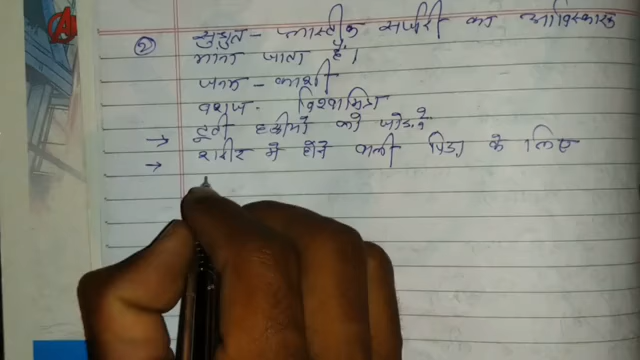 ② सुश्रुत - प्लास्टीक सर्जरी का आविष्कारक
माना जाता है।
जन्म - काशी
वंशज - विश्वामित्र
→ टूटी हड्डीयों को जोड़ने
→ शरीर में होने वाली पिडा के लिए